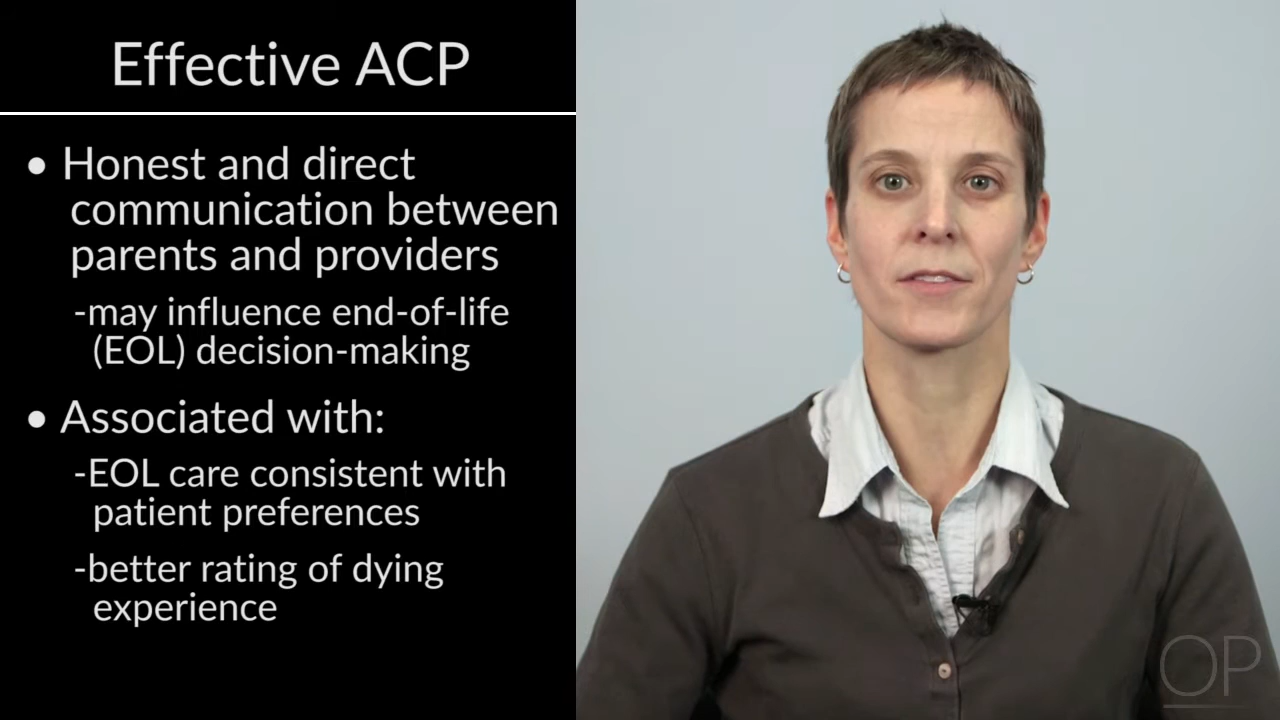 Effective ACP
• Honest and direct
communication between
parents and providers
-may influence end-of-life
(EOL) decision-making
• Associated with:
-EOL care consistent with
patient preferences
-better rating of dying
experience
OP